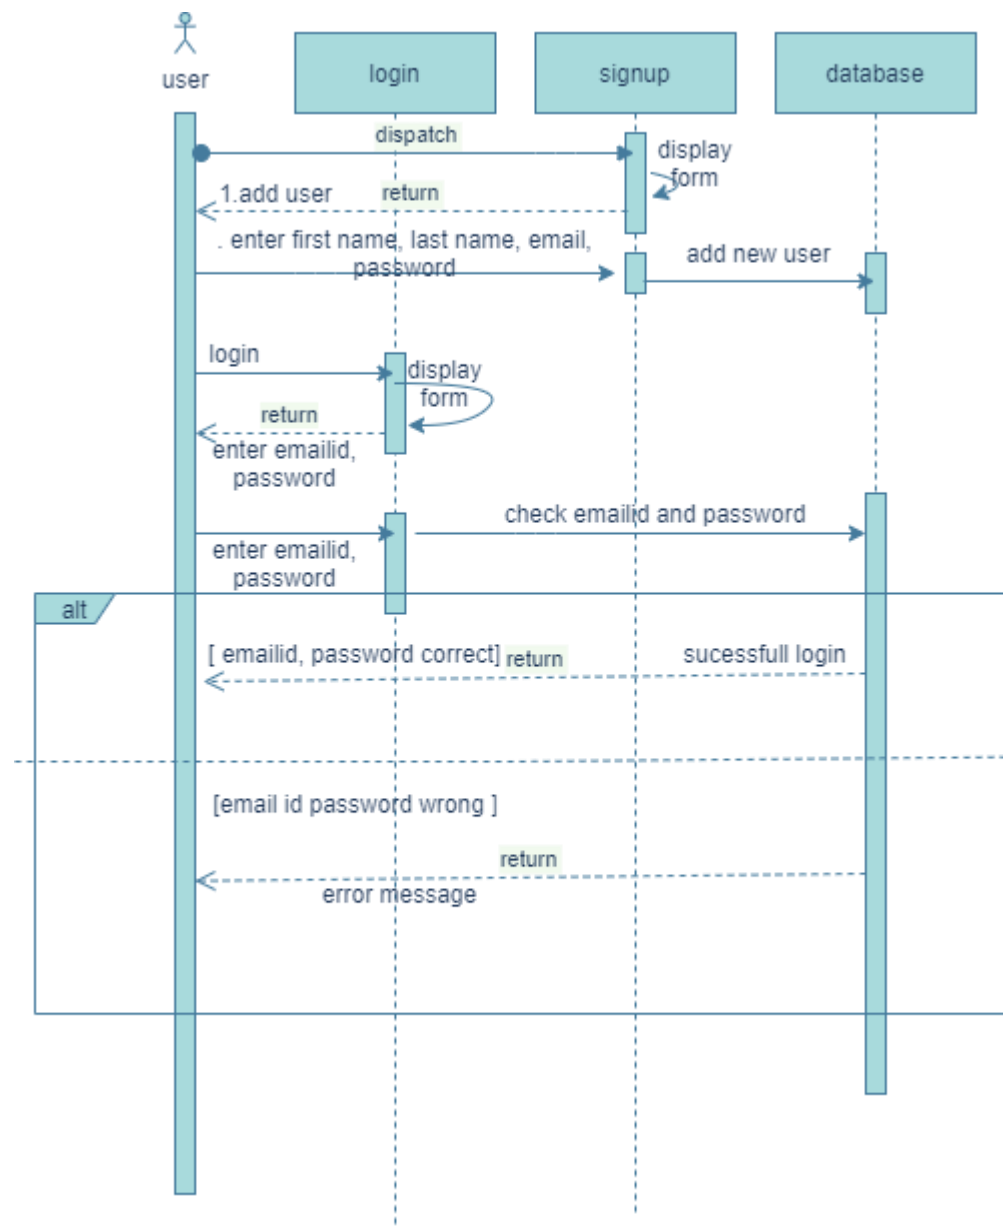 user
login
signup
database
dispatch
display
form
1.add user
return
. enter first name, last name, email,
password
add new user
login
display
form
return
enter emailid,
password
check emailid and password
enter emailid,
password
alt
[ emailid, password correct]
return
sucessfull login
[email id password wrong ]
return
error message